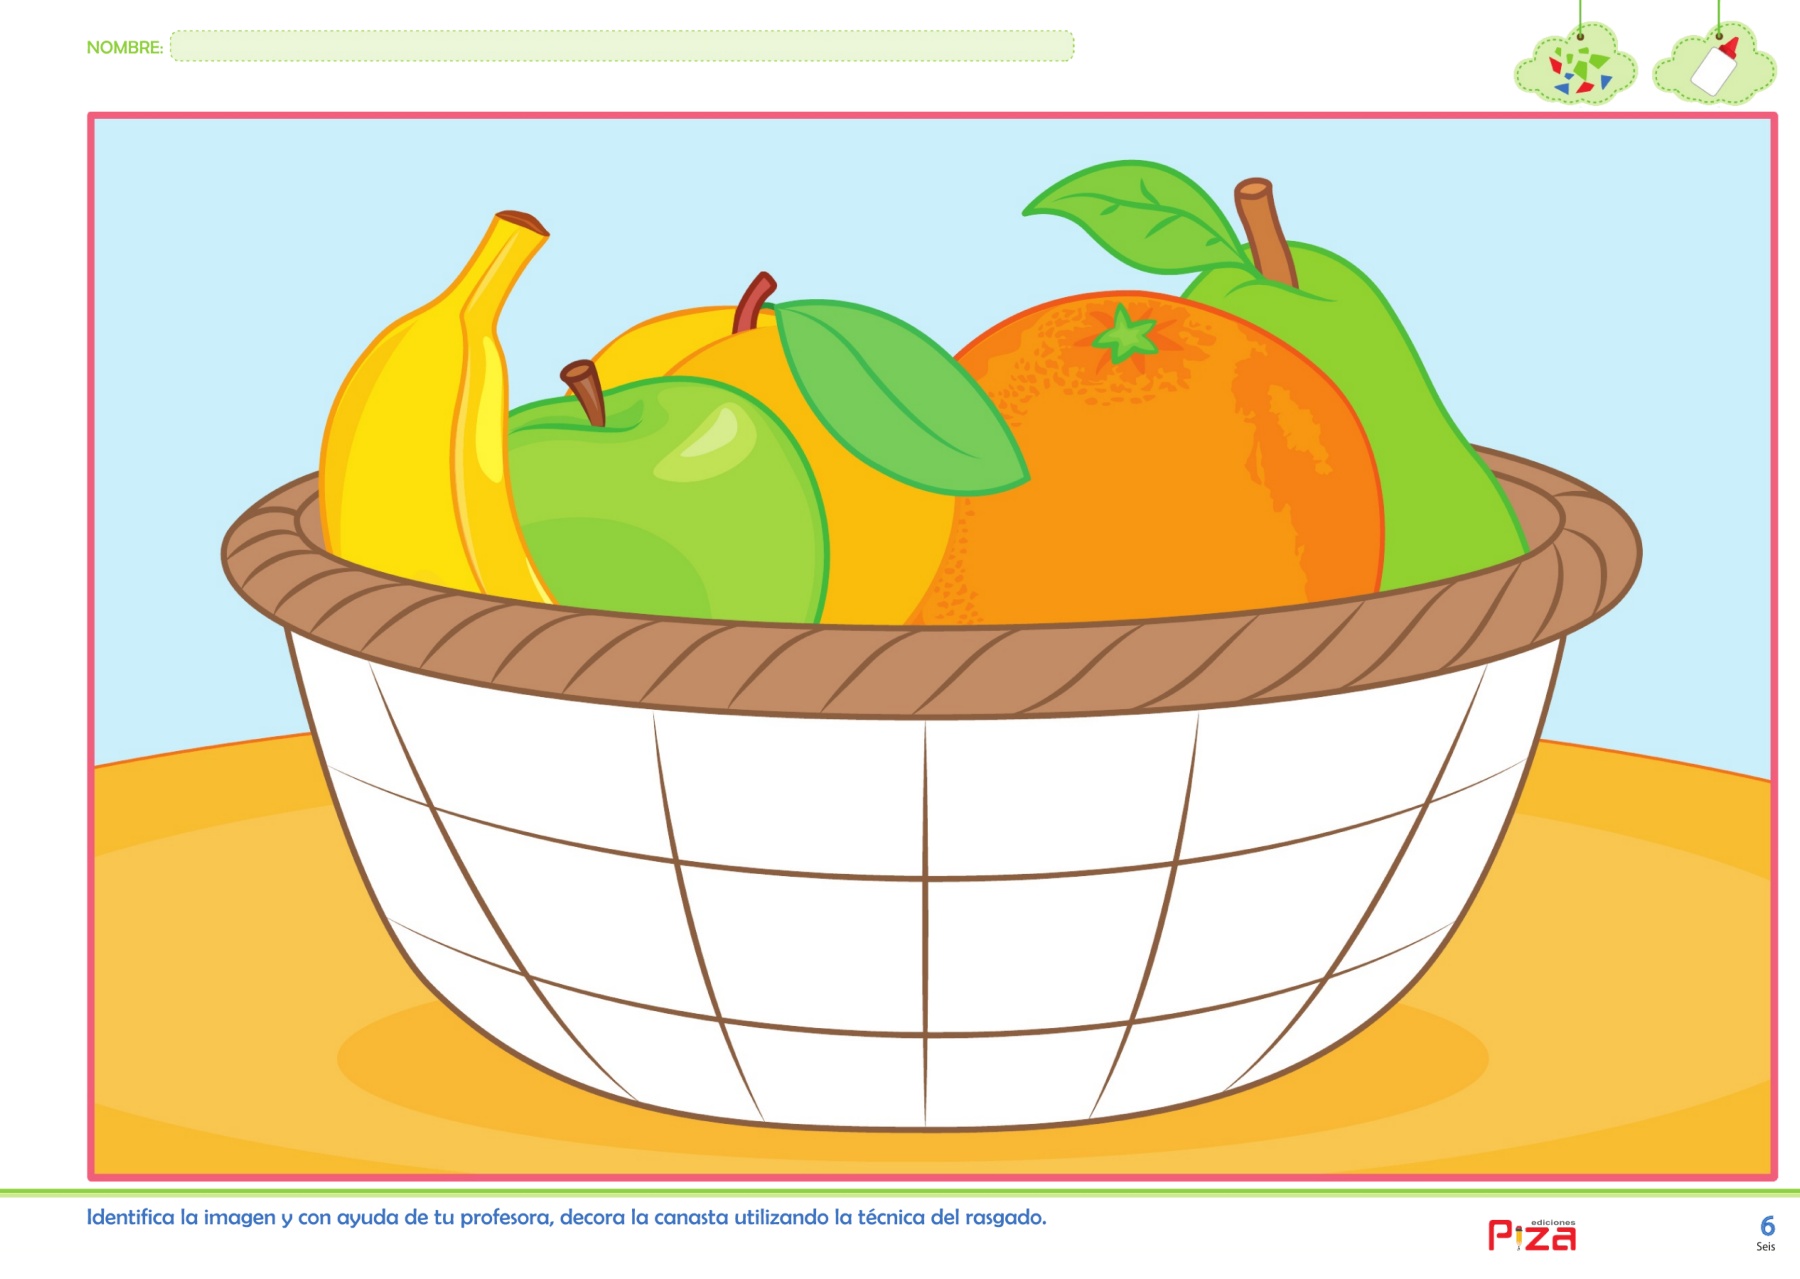 NOMBRE:
Identifica la imagen y con ayuda de tu profesora, decora la canasta utilizando la técnica del rasgado.
ediciones
Piza
6
Seis